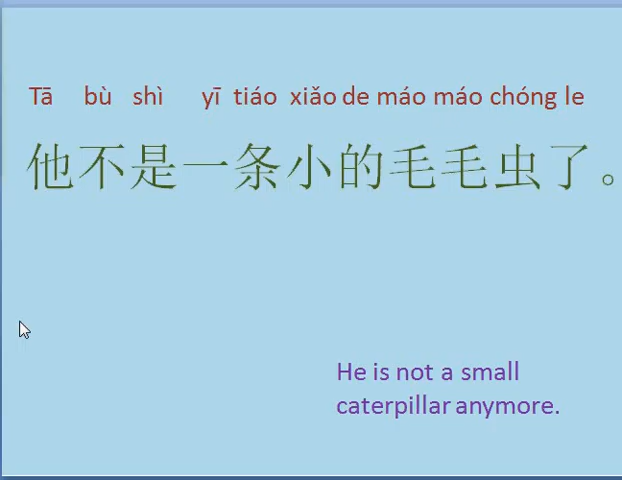 Tā bù shì yī tiáo xiǎo de máo máo chóng le
他不是一条小的毛毛虫了。
He is not a small
caterpillar anymore.